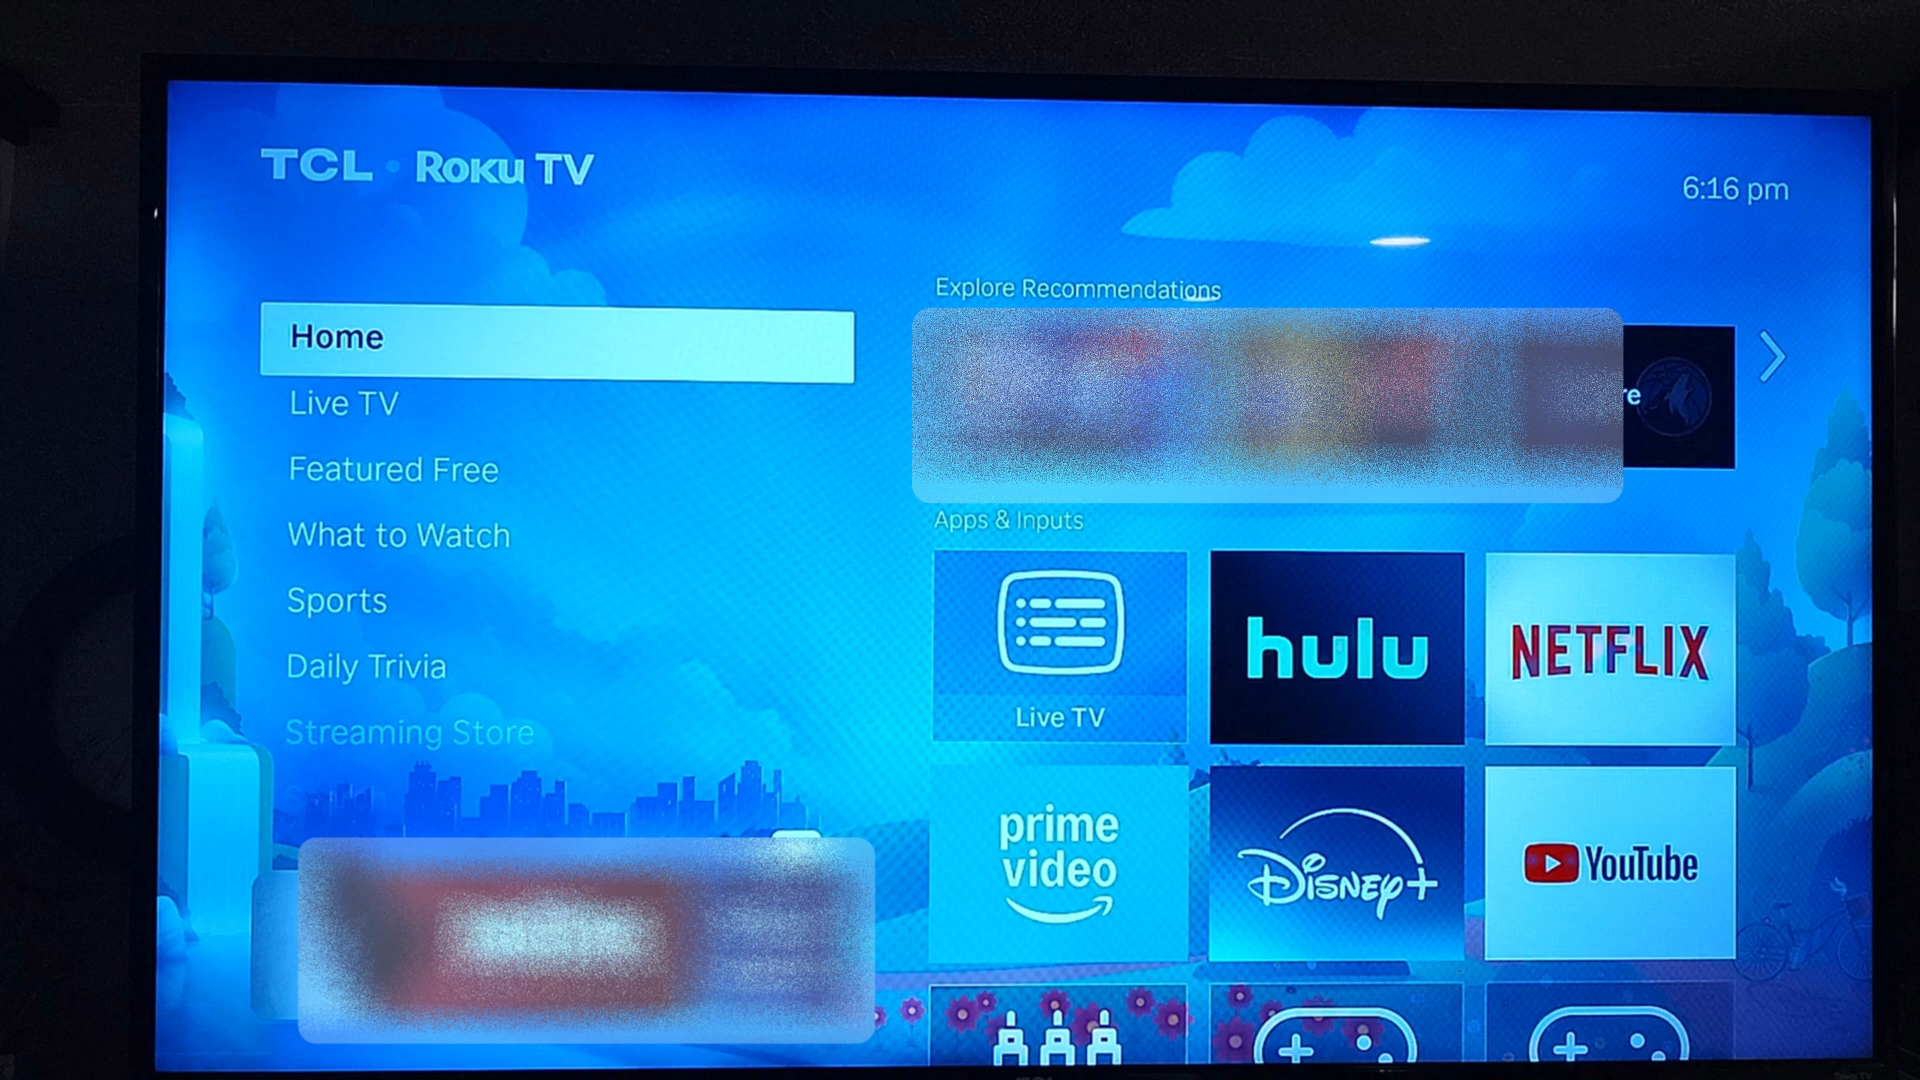 TCL • Roku TV
6:16 pm
Home
Live TV
Featured Free
What to Watch
Sports
Daily Trivia
Streaming Store
Explore Recommendations
Apps & Inputs
Live TV
hulu
NETFLIX
prime video
Disney+
YouTube